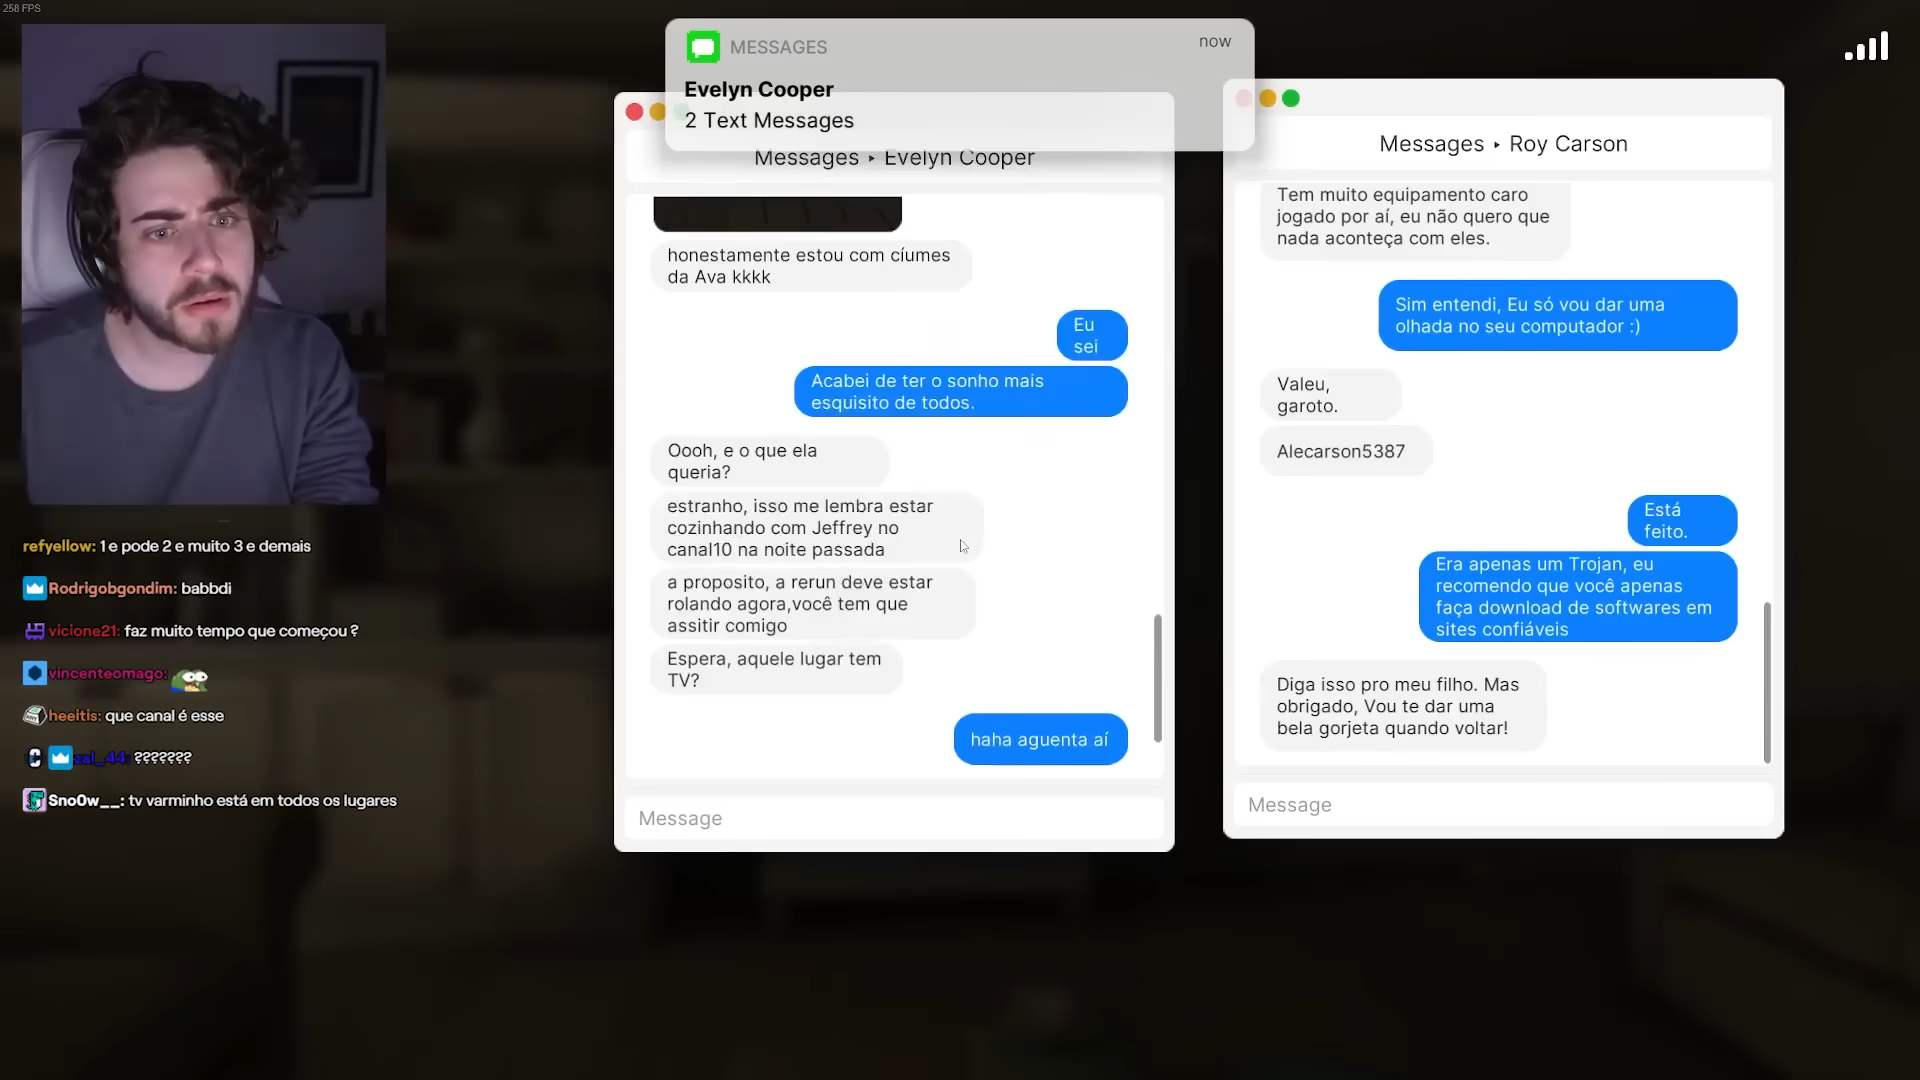 258 FPS
MESSAGES
now
Evelyn Cooper
2 Text Messages
Messages ▸ Evelyn Cooper
honestamente estou com cíumes
da Ava kkkk
Eu
sei
Acabei de ter o sonho mais
esquisito de todos.
Oooh, e o que ela
queria?
estranho, isso me lembra estar
cozinhando com Jeffrey no
canal10 na noite passada
a proposito, a rerun deve estar
rolando agora,você tem que
assitir comigo
Espera, aquele lugar tem
TV?
haha aguenta aí
Message
Messages ▸ Roy Carson
Tem muito equipamento caro
jogado por aí, eu não quero que
nada aconteça com eles.
Sim entendi, Eu só vou dar uma
olhada no seu computador :)
Valeu,
garoto.
Alecarson5387
Está
feito.
Era apenas um Trojan, eu
recomendo que você apenas
faça download de softwares em
sites confiáveis
Diga isso pro meu filho. Mas
obrigado, Vou te dar uma
bela gorjeta quando voltar!
Message
refyellow: 1 e pode 2 e muito 3 e demais
Rodrigobgondim: babbdi
vicione21: faz muito tempo que começou ?
vincenteomago:
heeitis: que canal é esse
zal_44: ???????
Sno0w__: tv varminho está em todos os lugares